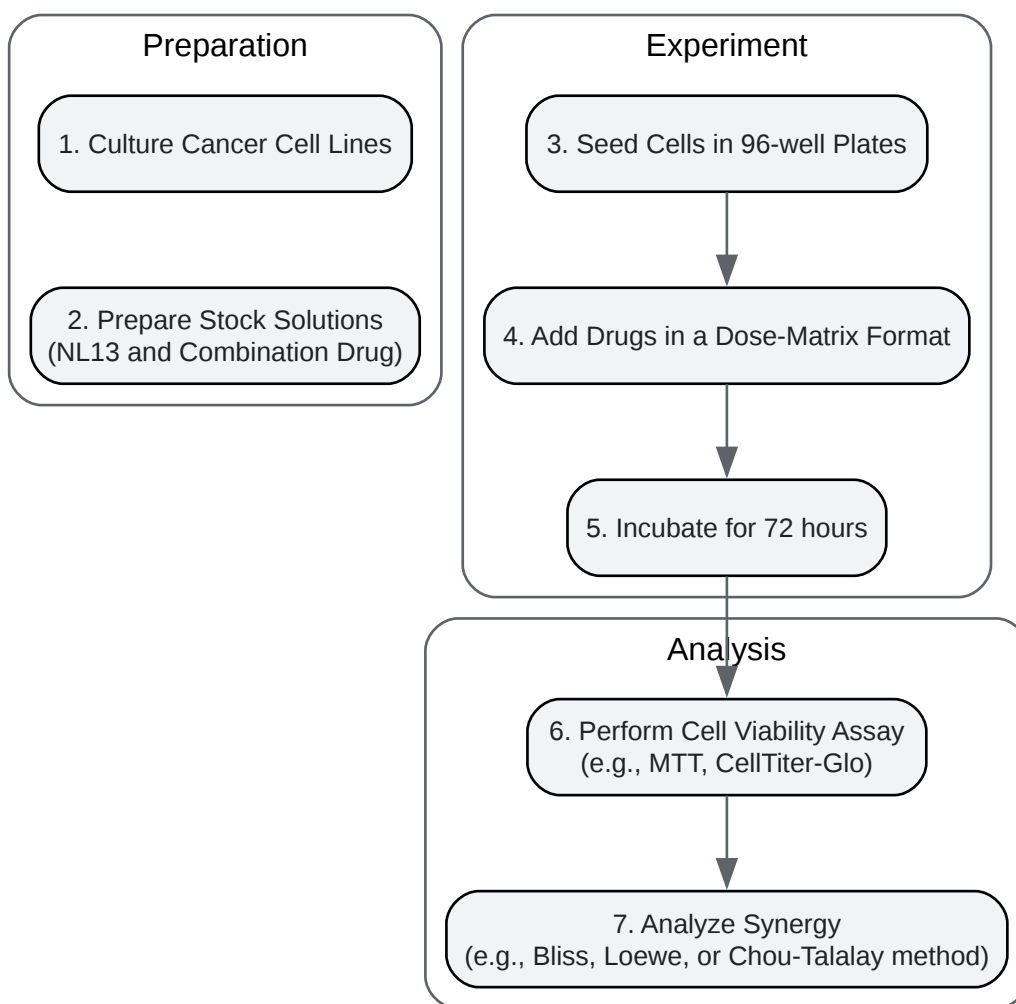 Preparation
1. Culture Cancer Cell Lines
2. Prepare Stock Solutions
(NL13 and Combination Drug)
Experiment
3. Seed Cells in 96-well Plates
4. Add Drugs in a Dose-Matrix Format
5. Incubate for 72 hours
Analysis
6. Perform Cell Viability Assay
(e.g., MTT, CellTiter-Glo)
7. Analyze Synergy
(e.g., Bliss, Loewe, or Chou-Talalay method)